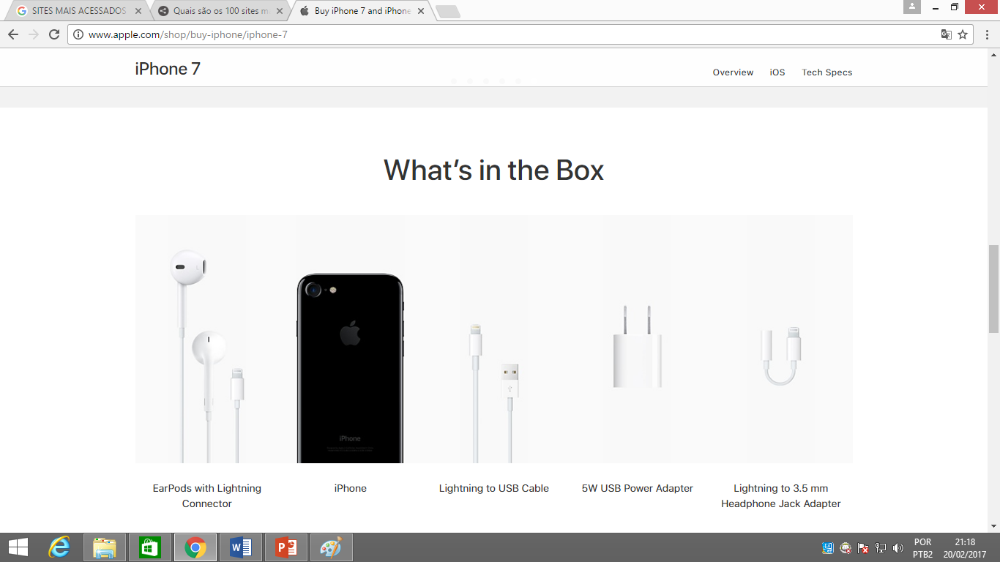 SITES MAIS ACESSADOS
Quais são os 100 sites m
Buy iPhone 7 and iPhone
www.apple.com/shop/buy-iphone/iphone-7
iPhone 7
Overview
iOS
Tech Specs
What's in the Box
iPhone
EarPods with Lightning
Connector
iPhone
Lightning to USB Cable
5W USB Power Adapter
Lightning to 3.5 mm
Headphone Jack Adapter
POR
PTB2
21:18
20/02/2017